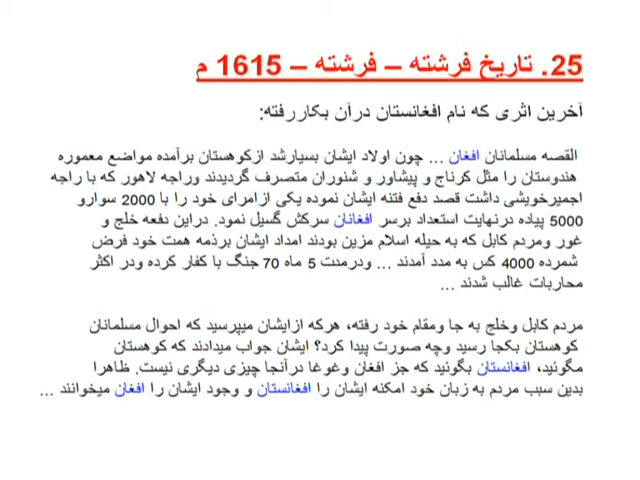 25. تاریخ فرشته – فرشته – 1615 م
آخرین اثری که نام افغانستان درآن بکاررفته:
القصه مسلمانان افغان ... چون اولاد ایشان بسیارشد ازکوهستان برآمده مواضع معموره
هندوستان را مثل کرناج و پیشاور و شنوران متصرف گردیدند وراجه لاهور که با راجه
اجمیرخویشی داشت قصد دفع فتنه ایشان نموده یکی ازامرای خود را با 2000 سوارو
5000 پیاده درنهایت استعداد برسر افغانان سرکش گسیل نمود. دراین دفعه خلج و
غور ومردم کابل که به حیله اسلام مزین بودند امداد ایشان برذمه همت خود فرض
شمرده 4000 کس به مدد آمدند ... ودرمدت 5 ماه 70 جنگ با کفار کرده ودر اکثر
محاربات غالب شدند ...
مردم کابل وخلج به جا ومقام خود رفته، هرکه ازایشان میپرسید که احوال مسلمانان
کوهستان بکجا رسید وچه صورت پیدا کرد؟ ایشان جواب میدادند که کوهستان
مگوئید، افغانستان بگوئید که جز افغان وغوغا درآنجا چیزی دیگری نیست. ظاهرا
بدین سبب مردم به زبان خود امکنه ایشان را افغانستان و وجود ایشان را افغان میخوانند ...